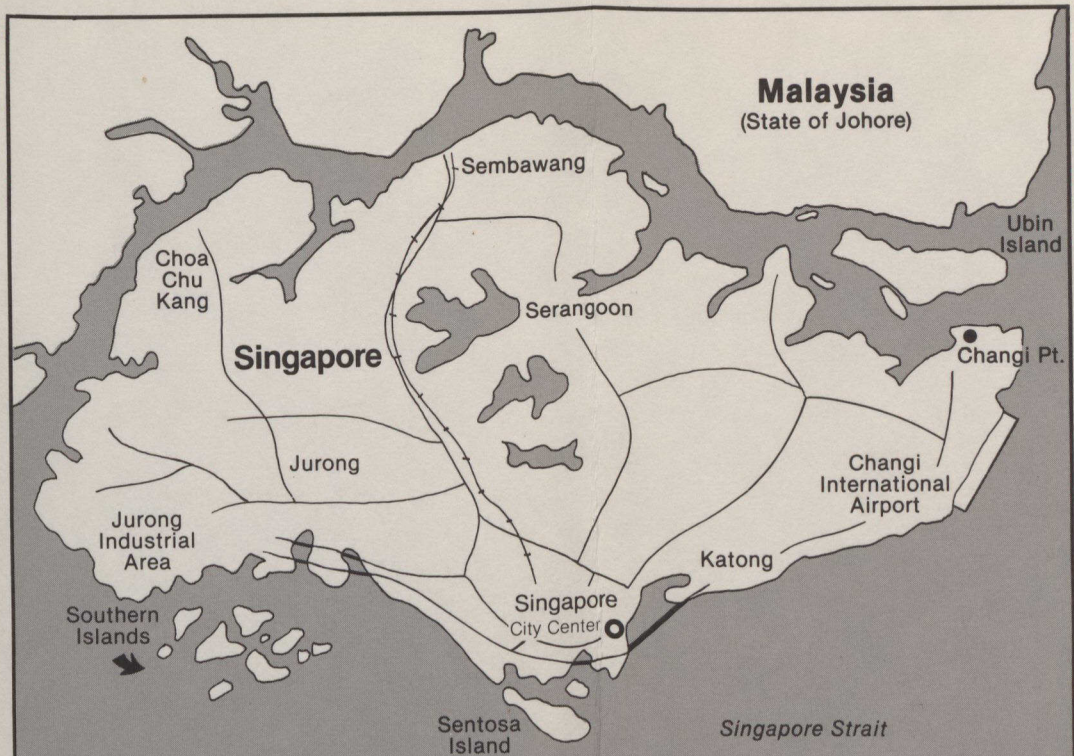 Malaysia
(State of Johore)
Sembawang
Ubin
Island
Choa
Chu
Kang
Serangoon
Singapore
Changi Pt.
Jurong
Changi
International
Airport
Jurong
Industrial
Area
Katong
Singapore
City Center
Southern
Islands
Sentosa
Island
Singapore Strait